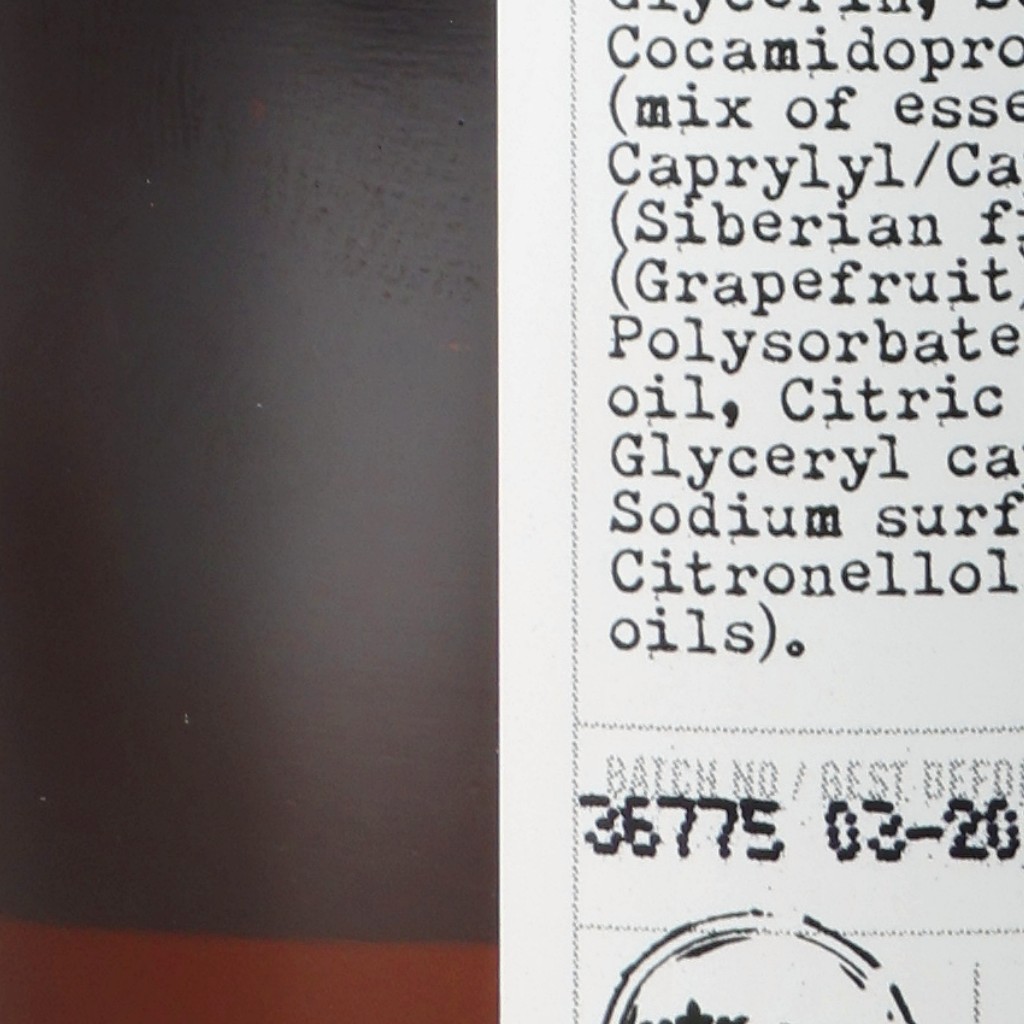 Glycerin,
Cocamidopro
(mix of esse
Caprylyl/Ca
(Siberian f
(Grapefruit)
Polysorbate
oil, Citric
Glyceryl ca
Sodium surf
Citronellol
oils).
BATCH NO / BEST BEFO
36775 03-20